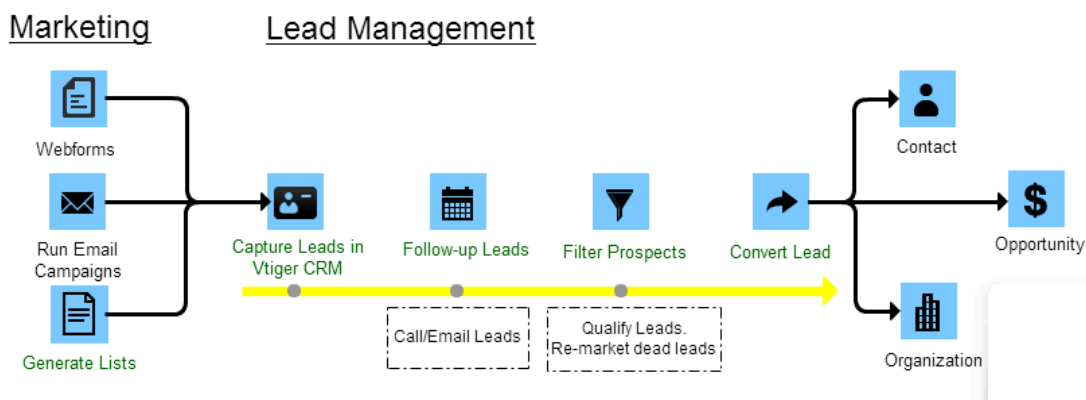 Marketing
Lead Management
Webforms
Contact
Run Email
Campaigns
Capture Leads in
Vtiger CRM
Follow-up Leads
Filter Prospects
Convert Lead
$
Opportunity
Call/Email Leads
Qualify Leads.
Re-market dead leads
Generate Lists
Organization